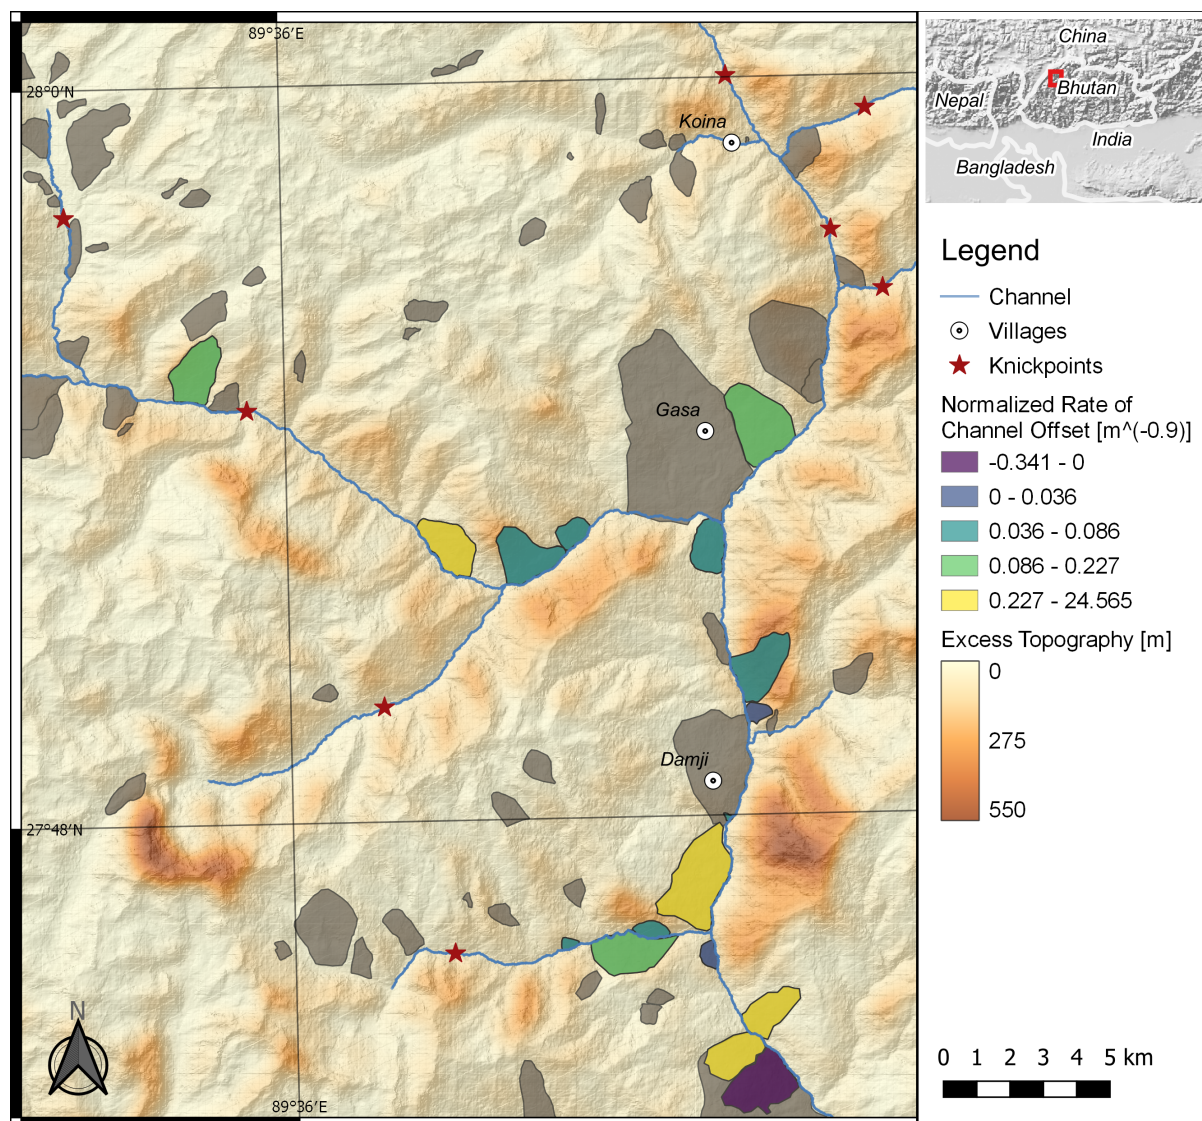 89°36′E
28°0′N
Koina
Gasa
Damji
27°48′N
N
89°36′E
China
Nepal
Bhutan
India
Bangladesh
Legend
Channel
Villages
Knickpoints
Normalized Rate of
Channel Offset [m^(-0.9)]
-0.341 - 0
0 - 0.036
0.036 - 0.086
0.086 - 0.227
0.227 - 24.565
Excess Topography [m]
0
275
550
0 1 2 3 4 5 km